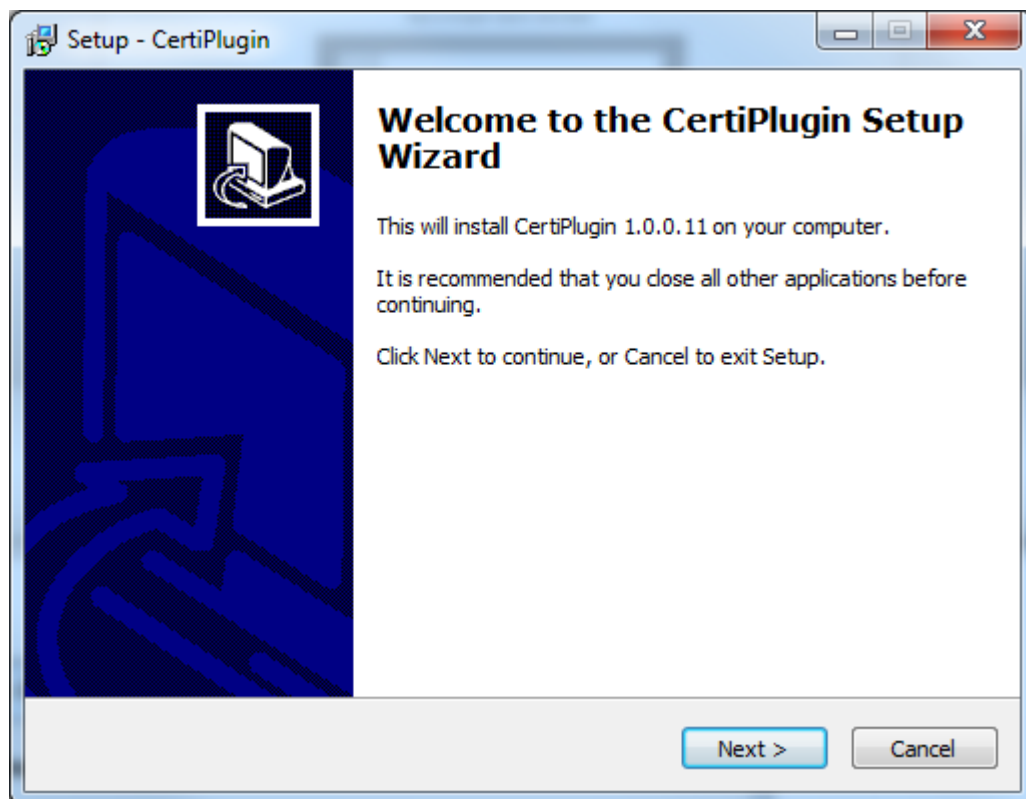 Setup - CertiPlugin
Welcome to the CertiPlugin Setup
Wizard
This will install CertiPlugin 1.0.0.11 on your computer.
It is recommended that you close all other applications before
continuing.
Click Next to continue, or Cancel to exit Setup.
Next >
Cancel